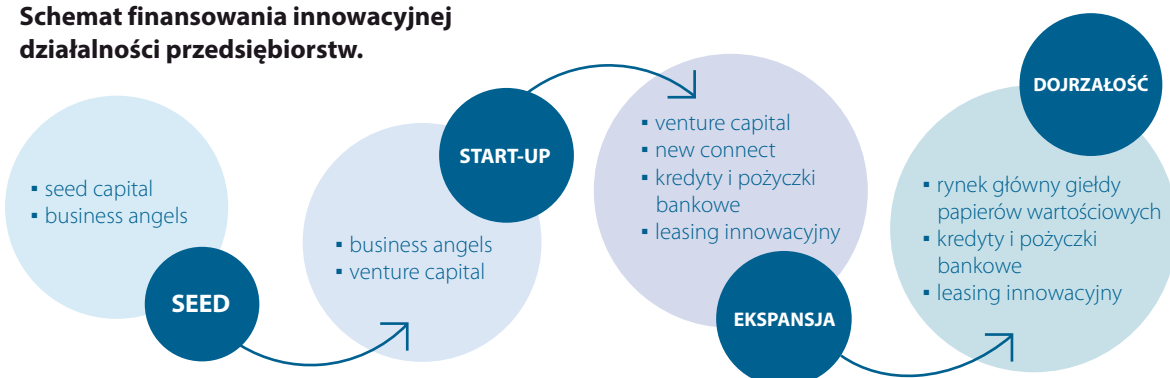 Schemat finansowania innowacyjnej
działalności przedsiębiorstw.
▪ seed capital
▪ business angels
SEED
▪ business angels
▪ venture capital
START-UP
▪ venture capital
▪ new connect
▪ kredyty i pożyczki
bankowe
▪ leasing innowacyjny
EKSPANSJA
DOJRZAŁOŚĆ
▪ rynek główny giełdy
papierów wartościowych
▪ kredyty i pożyczki
bankowe
▪ leasing innowacyjny